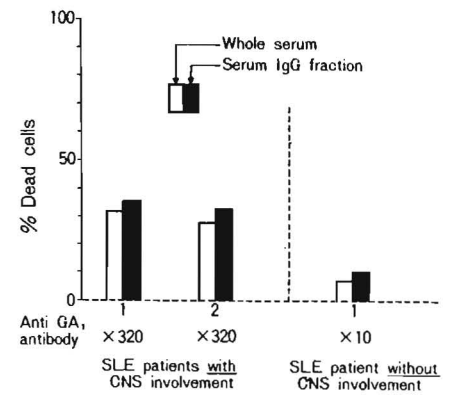 100
Whole serum
Serum IgG fraction
% Dead cells
50
0
1 2 1
Anti GA₁ antibody
×320 ×320 ×10
SLE patients with CNS involvement
SLE patient without CNS involvement